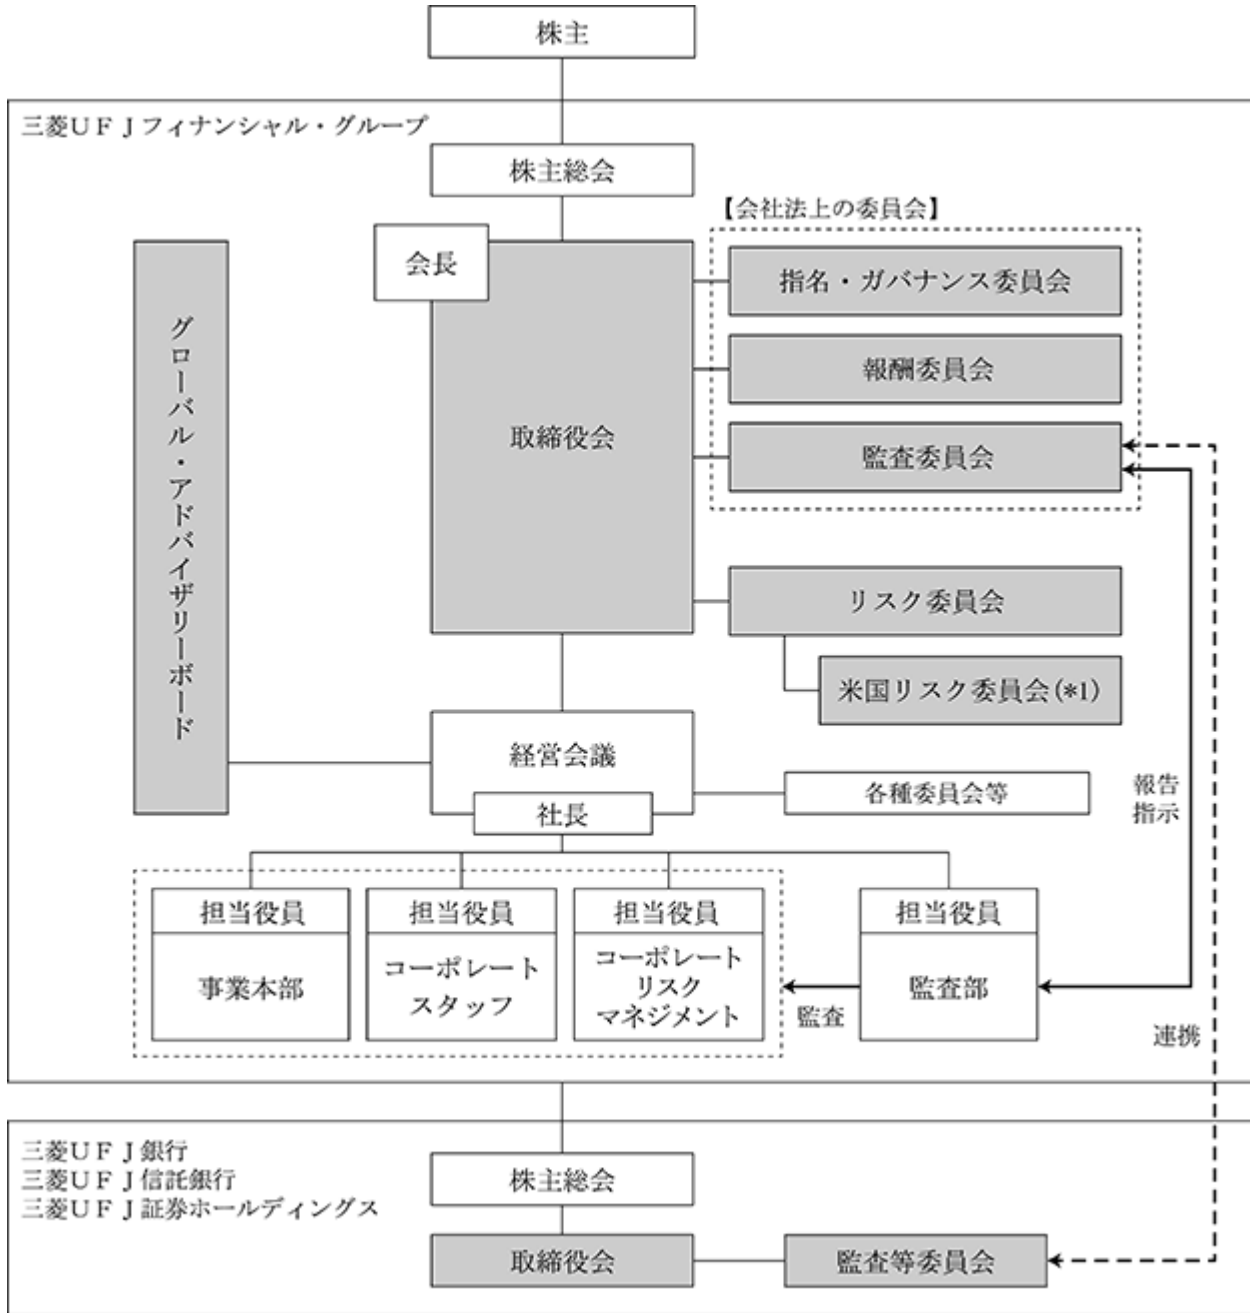 株主
三菱ＵＦＪフィナンシャル・グループ
株主総会
【会社法上の委員会】
会長
指名・ガバナンス委員会
報酬委員会
取締役会
監査委員会
グローバル・アドバイザリーボード
リスク委員会
米国リスク委員会(*1)
経営会議
各種委員会等
社長
報告
指示
担当役員
事業本部
担当役員
コーポレート
スタッフ
担当役員
コーポレート
リスク
マネジメント
監査
担当役員
監査部
連携
三菱ＵＦＪ銀行
三菱ＵＦＪ信託銀行
三菱ＵＦＪ証券ホールディングス
株主総会
取締役会
監査等委員会